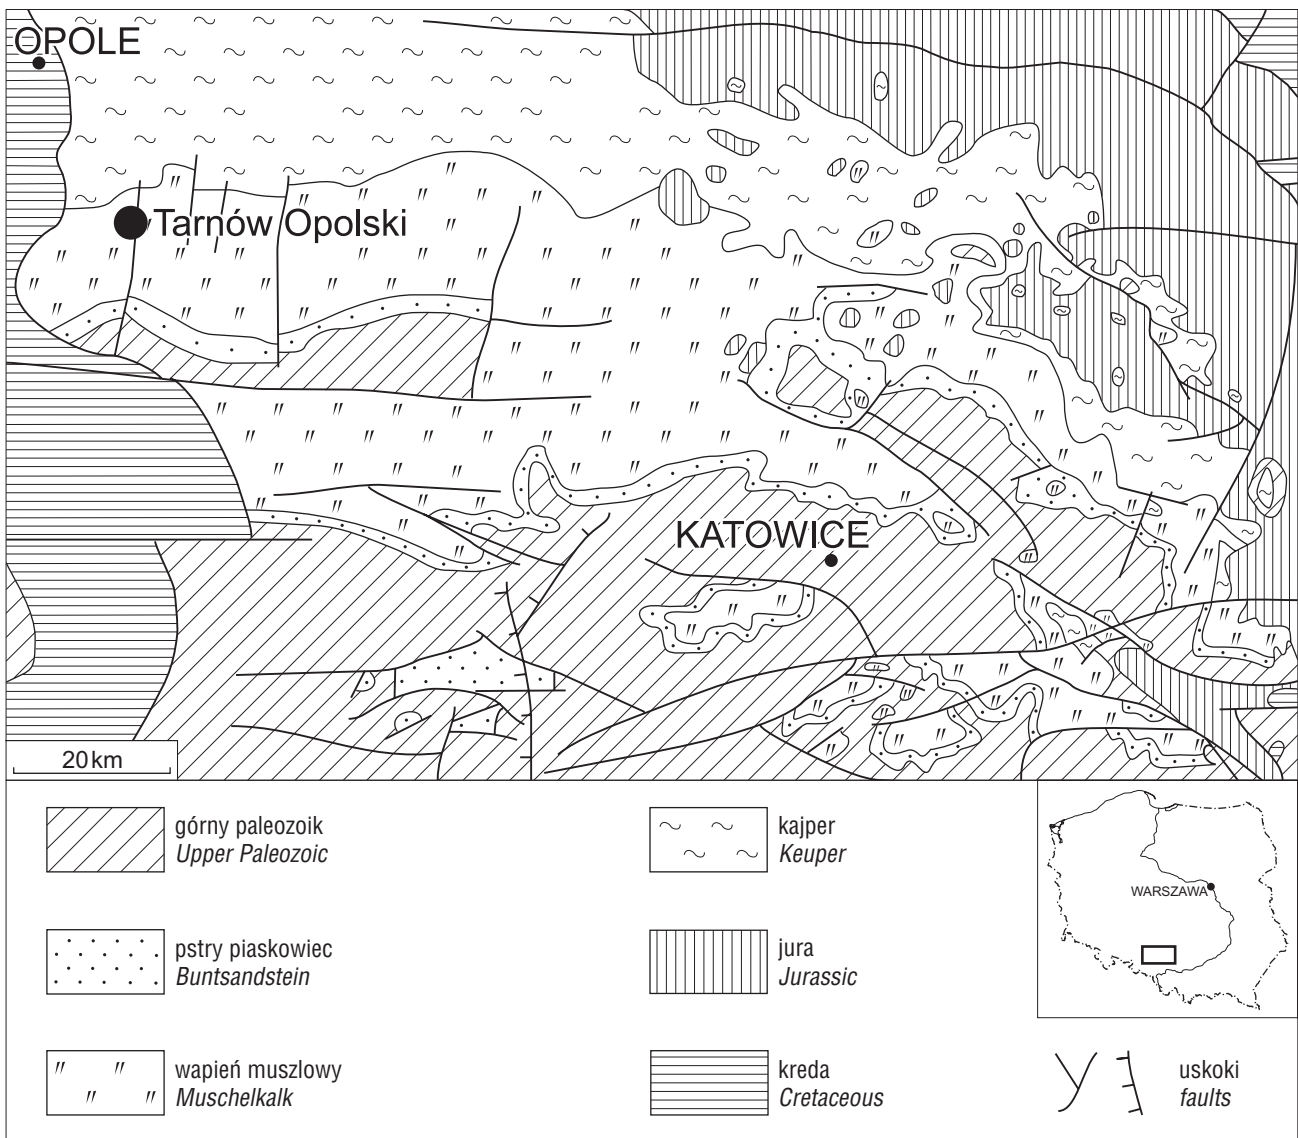 OPOLE
Tarnów Opolski
KATOWICE
20 km
górny paleozoik
Upper Paleozoic
pstry piaskowiec
Buntsandstein
wapień muszlowy
Muschelkalk
kajper
Keuper
jura
Jurassic
kreda
Cretaceous
WARSZAWA
uskoki
faults